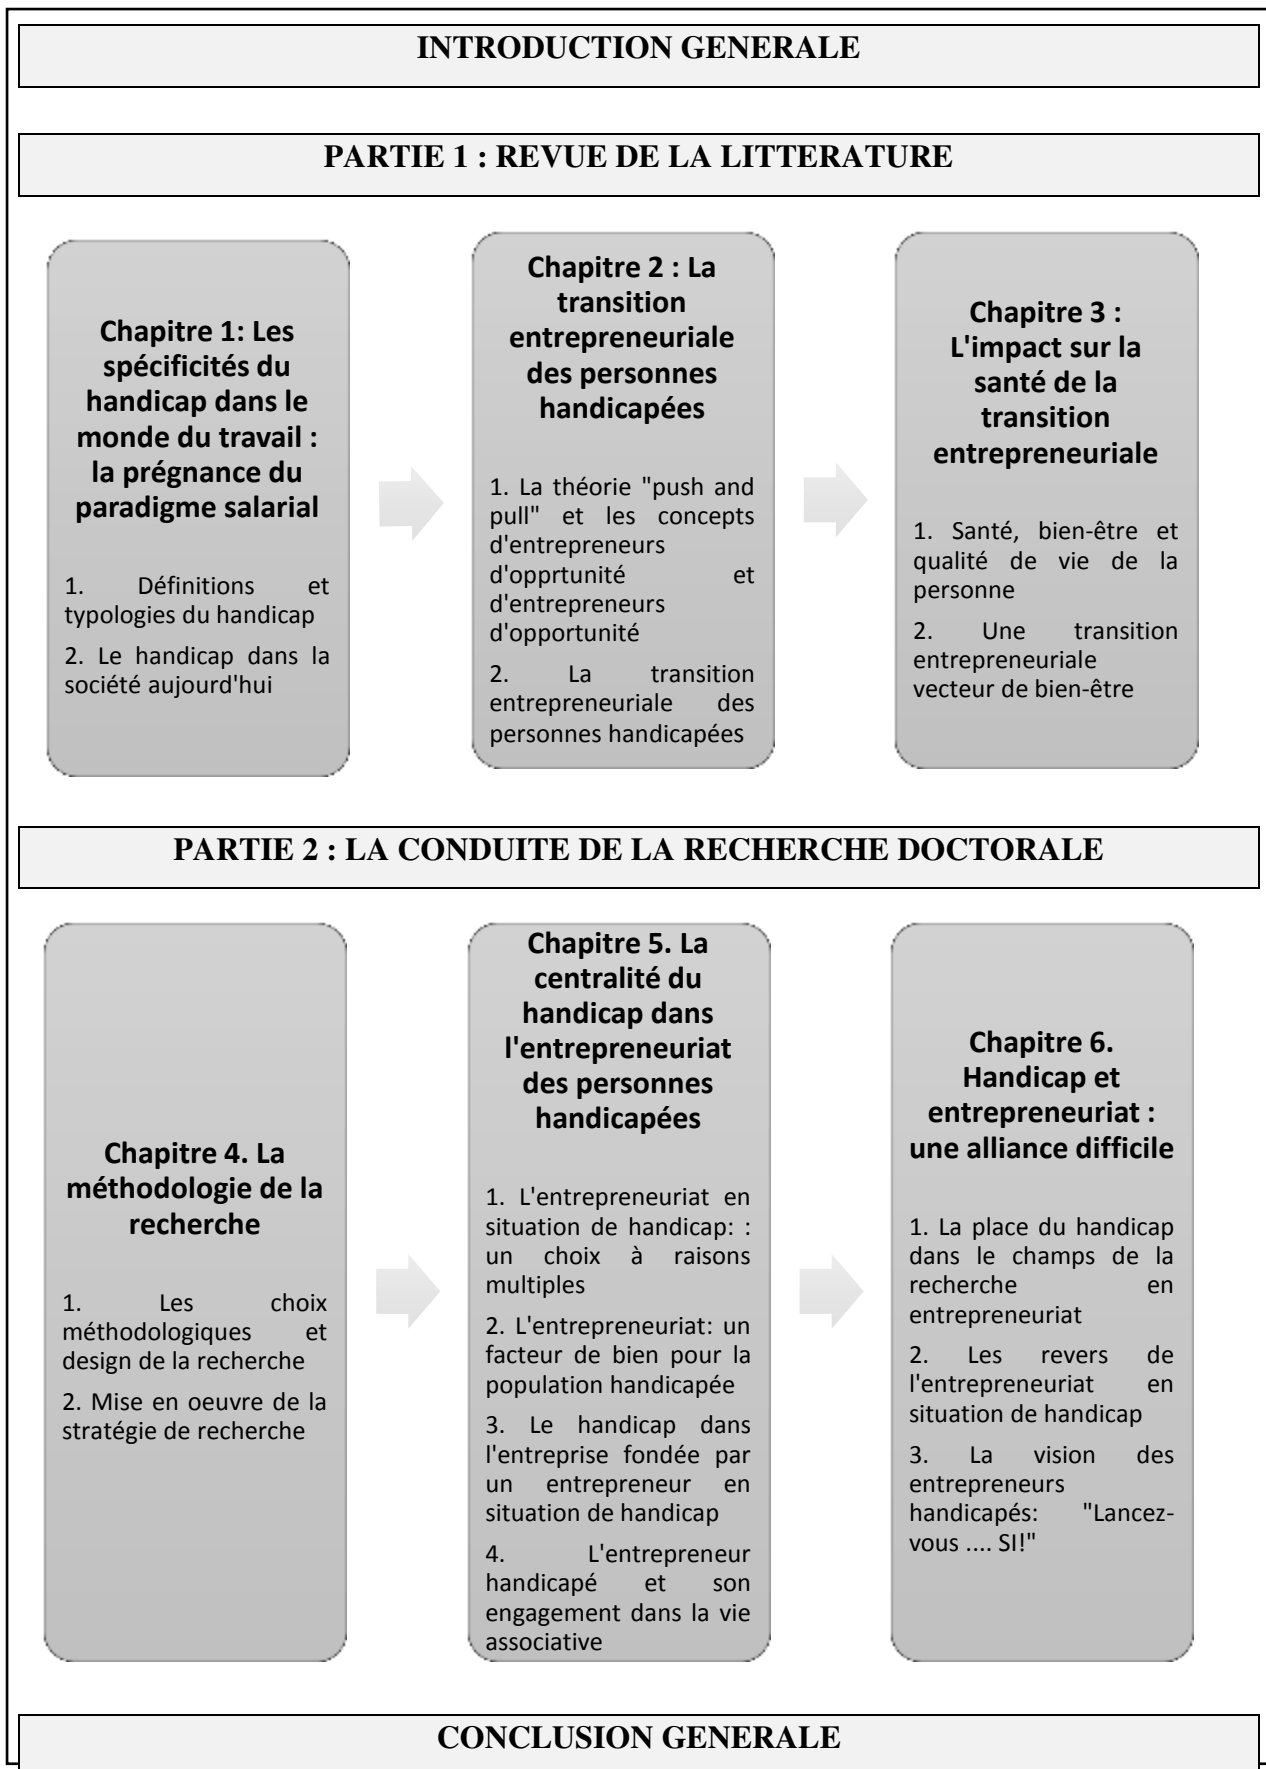 INTRODUCTION GENERALE
PARTIE 1 : REVUE DE LA LITTERATURE
Chapitre 1: Les
spécificités du
handicap dans le
monde du travail :
la prégnance du
paradigme salarial
1. Définitions et
typologies du handicap
2. Le handicap dans la
société aujourd'hui
Chapitre 2 : La
transition
entrepreneuriale
des personnes
handicapées
1. La théorie "push and
pull" et les concepts
d'entrepreneurs
d'opprtunité et
d'entrepreneurs
d'opportunité
2. La transition
entrepreneuriale des
personnes handicapées
Chapitre 3 :
L'impact sur la
santé de la
transition
entrepreneuriale
1. Santé, bien-être et
qualité de vie de la
personne
2. Une transition
entrepreneuriale
vecteur de bien-être
PARTIE 2 : LA CONDUITE DE LA RECHERCHE DOCTORALE
Chapitre 4. La
méthodologie de la
recherche
1. Les choix
méthodologiques et
design de la recherche
2. Mise en oeuvre de la
stratégie de recherche
Chapitre 5. La
centralité du
handicap dans
l'entrepreneuriat
des personnes
handicapées
1. L'entrepreneuriat en
situation de handicap: :
un choix à raisons
multiples
2. L'entrepreneuriat: un
facteur de bien pour la
population handicapée
3. Le handicap dans
l'entreprise fondée par
un entrepreneur en
situation de handicap
4. L'entrepreneur
handicapé et son
engagement dans la vie
associative
Chapitre 6.
Handicap et
entrepreneuriat :
une alliance difficile
1. La place du handicap
dans le champs de la
recherche en
entrepreneuriat
2. Les revers de
l'entrepreneuriat en
situation de handicap
3. La vision des
entrepreneurs
handicapés: "Lancez-
vous .... SI!"
CONCLUSION GENERALE